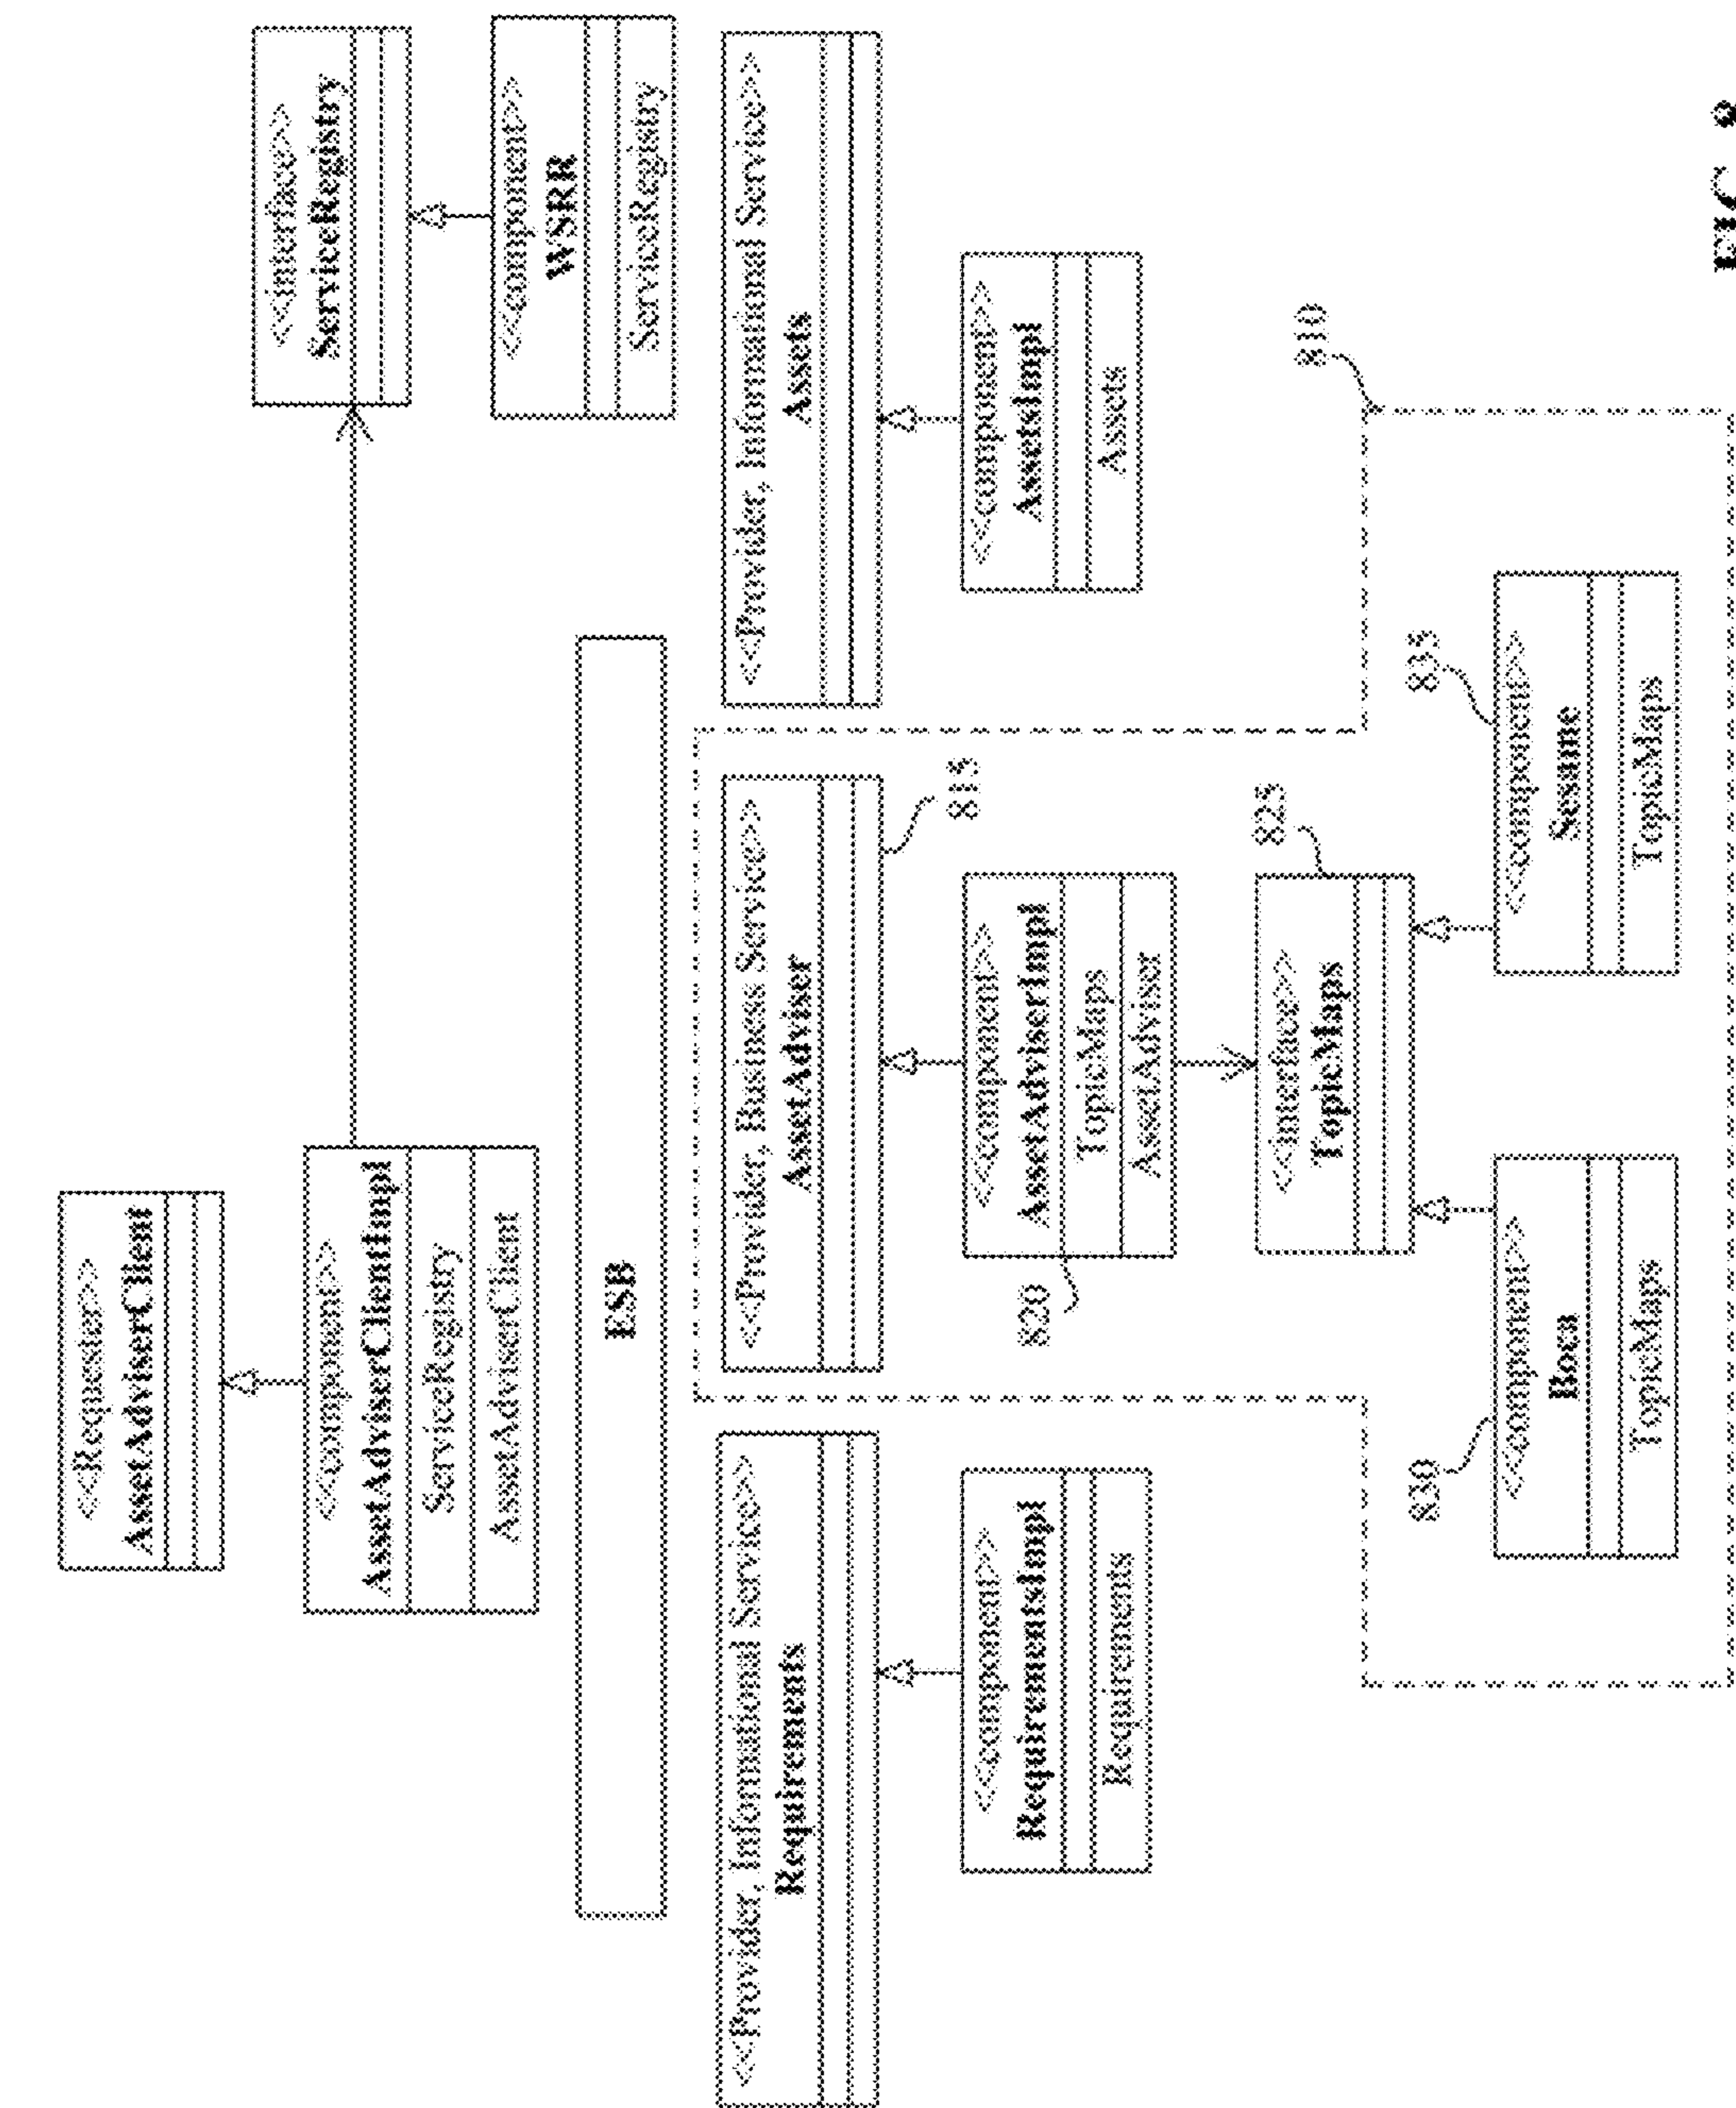 <<Requester>>
AssetAdviserClient
<<component>>
AssetAdviserClientImpl
ServiceRegistry
AssetAdviserClient
<<interface>>
ServiceRegistry
<<component>>
WSRR
ServiceRegistry
ESB
<<Provider, Informational Service>>
Requirements
<<component>>
RequirementsImpl
Requirements
<<Provider, Business Service>>
AssetAdviser
815
<<component>>
AssetAdviserImpl
TopicMaps
AssetAdviser
820
<<Provider, Informational Service>>
Assets
<<component>>
AssetsImpl
Assets
810
<<interface>>
TopicMaps
825
830
<<component>>
Boca
TopicMaps
835
<<component>>
Sesame
TopicMaps
FIG. 8